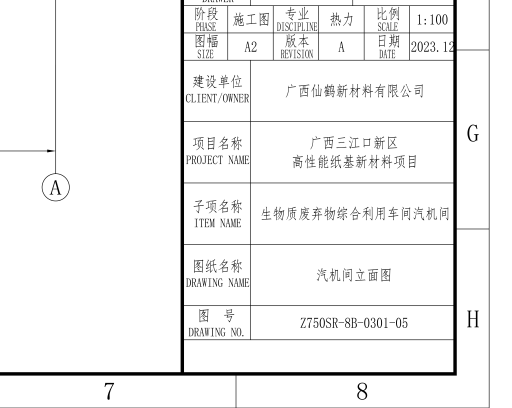 阶段 施工图 专业 热力 比例 1:100
PHASE DISCIPLINE SCALE
图幅 A2 版本 A 日期 2023.12
SIZE REVISION DATE
建设单位 广西仙鹤新材料有限公司
CLIENT/OWNER
项目名称 广西三江口新区
PROJECT NAME 高性能纸基新材料项目
子项名称 生物质废弃物综合利用车间汽机间
ITEM NAME
图纸名称 汽机间立面图
DRAWING NAME
图 号 Z750SR-8B-0301-05
DRAWING NO.
G
A
H
7 8